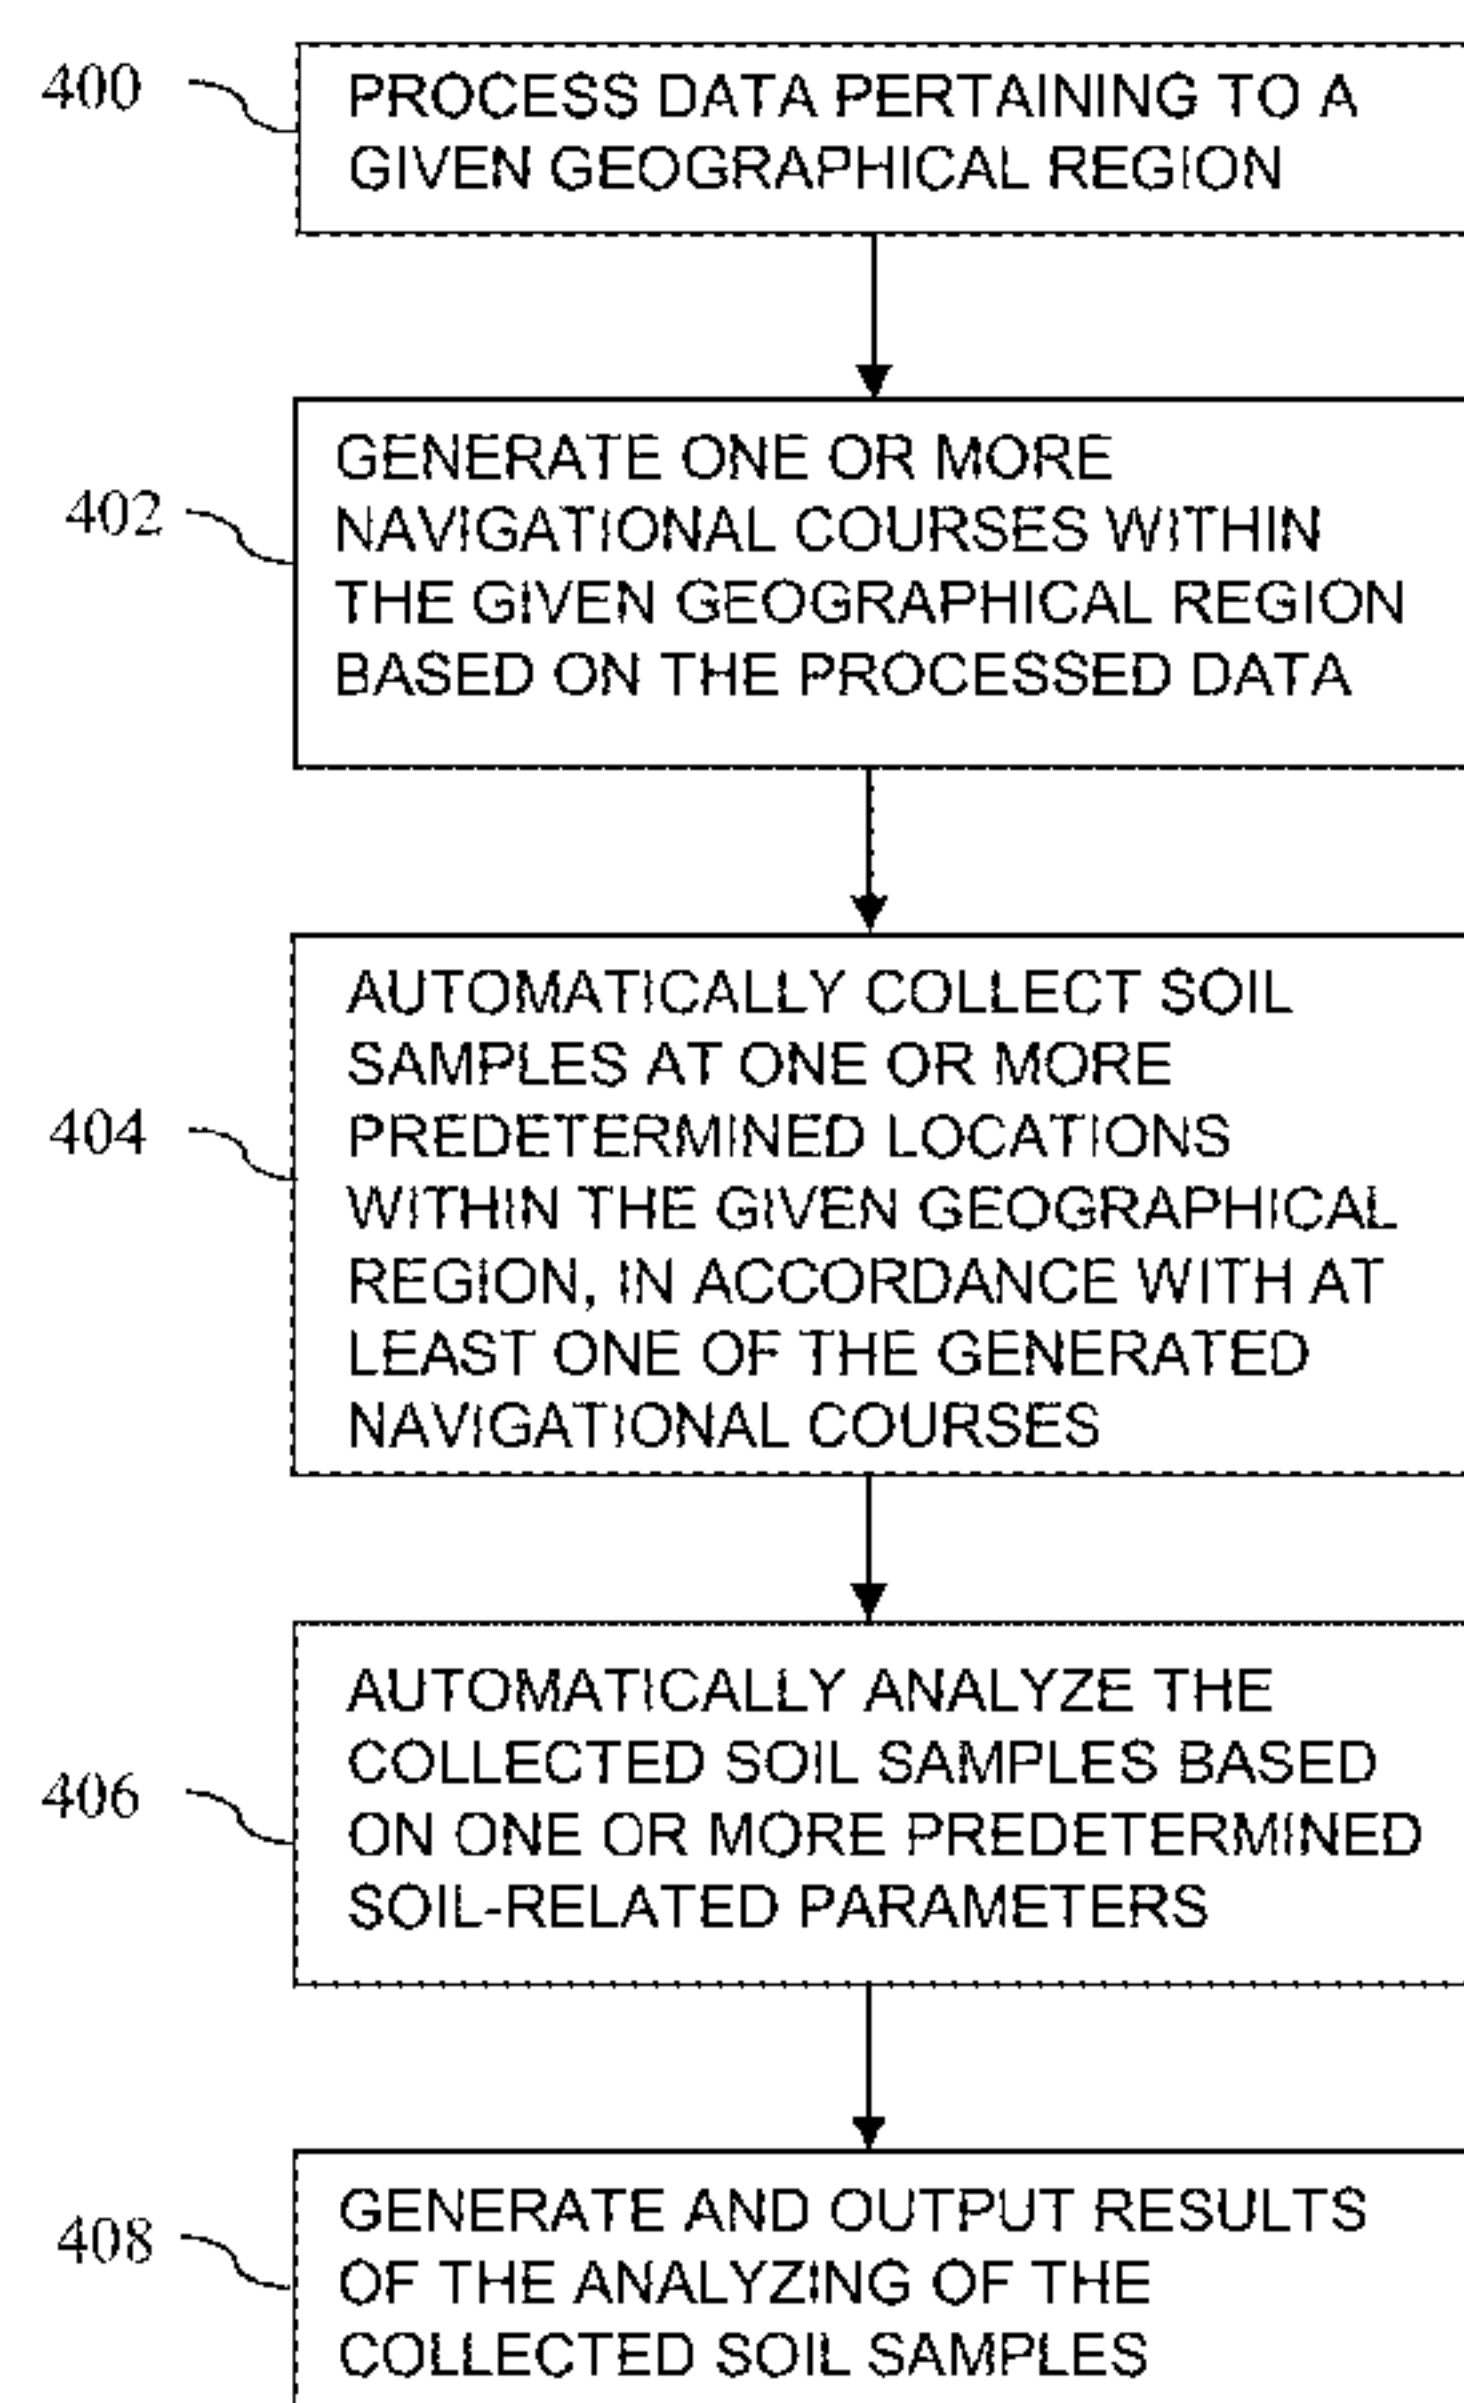 400
PROCESS DATA PERTAINING TO A
GIVEN GEOGRAPHICAL REGION
402
GENERATE ONE OR MORE
NAVIGATIONAL COURSES WITHIN
THE GIVEN GEOGRAPHICAL REGION
BASED ON THE PROCESSED DATA
404
AUTOMATICALLY COLLECT SOIL
SAMPLES AT ONE OR MORE
PREDETERMINED LOCATIONS
WITHIN THE GIVEN GEOGRAPHICAL
REGION, IN ACCORDANCE WITH AT
LEAST ONE OF THE GENERATED
NAVIGATIONAL COURSES
406
AUTOMATICALLY ANALYZE THE
COLLECTED SOIL SAMPLES BASED
ON ONE OR MORE PREDETERMINED
SOIL-RELATED PARAMETERS
408
GENERATE AND OUTPUT RESULTS
OF THE ANALYZING OF THE
COLLECTED SOIL SAMPLES